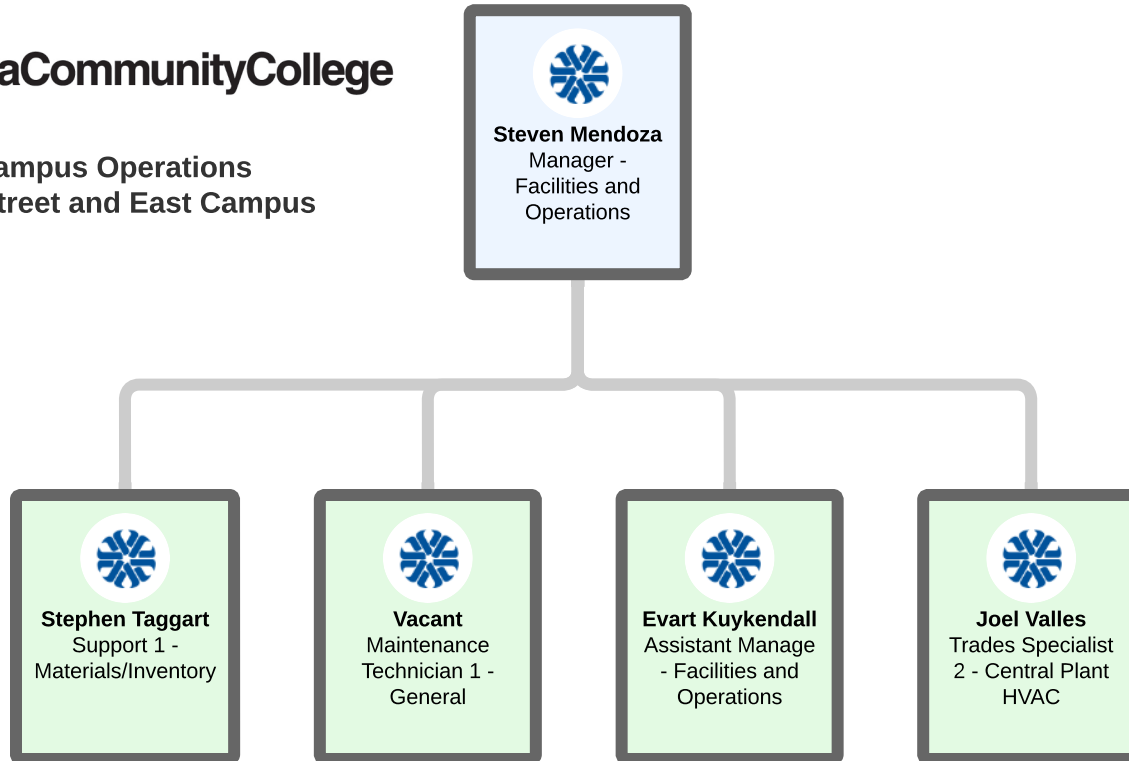 aCommunityCollege
ampus Operations
treet and East Campus
Steven Mendoza
Manager -
Facilities and
Operations
Stephen Taggart
Support 1 -
Materials/Inventory
Vacant
Maintenance
Technician 1 -
General
Evart Kuykendall
Assistant Manage
- Facilities and
Operations
Joel Valles
Trades Specialist
2 - Central Plant
HVAC